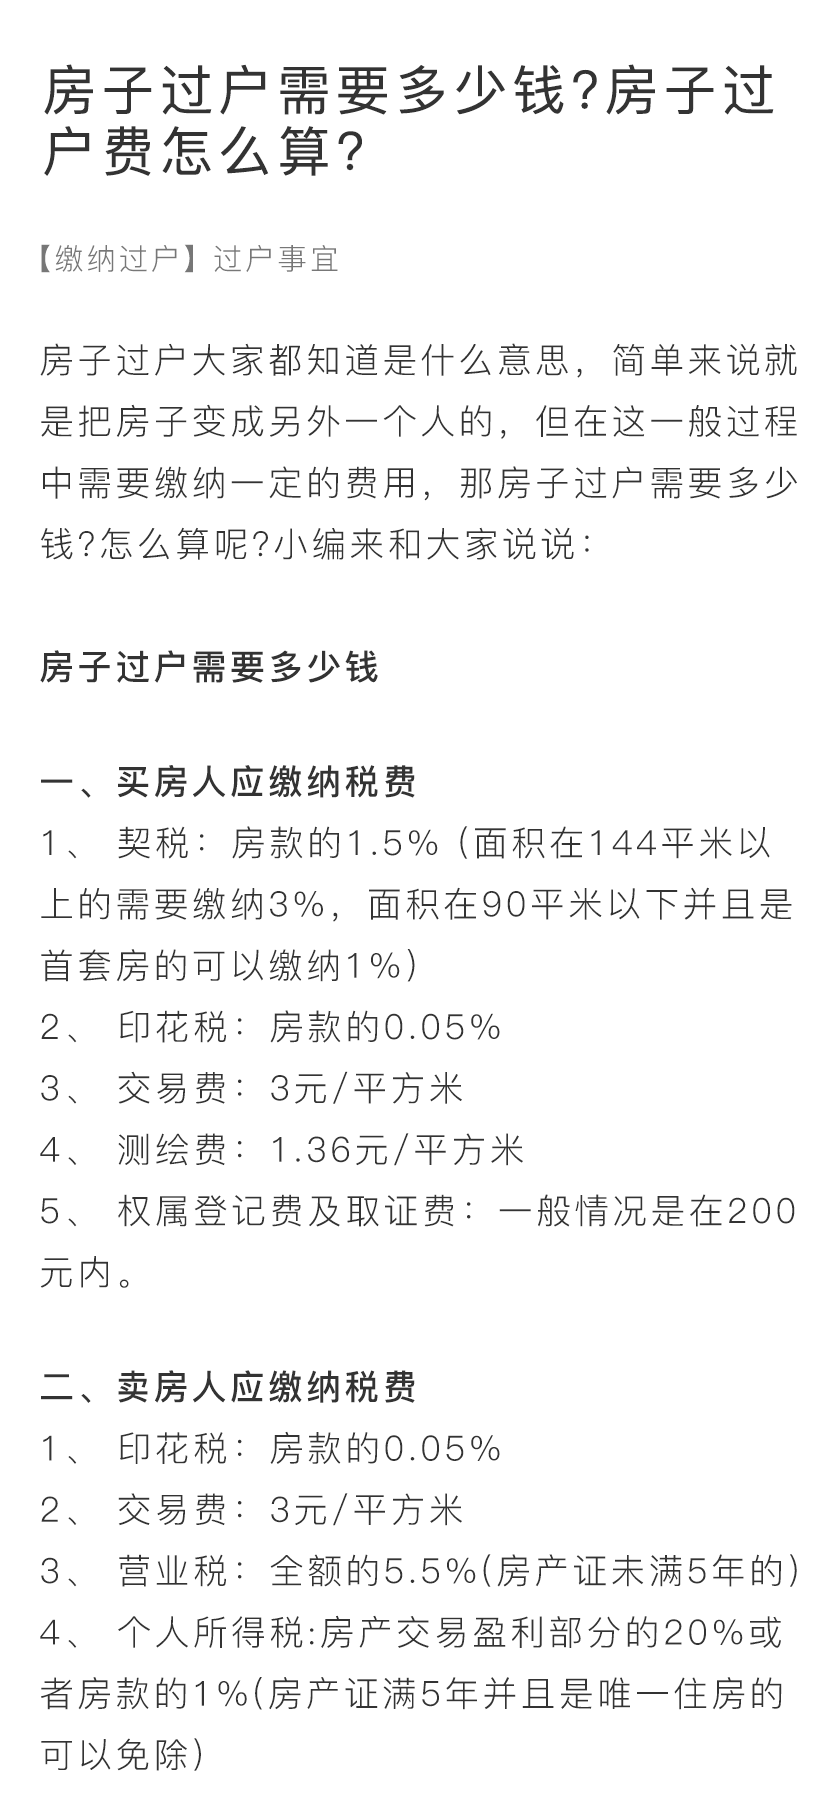 房子过户需要多少钱?房子过
户费怎么算?
【缴纳过户】过户事宜
房子过户大家都知道是什么意思，简单来说就
是把房子变成另外一个人的，但在这一般过程
中需要缴纳一定的费用，那房子过户需要多少
钱?怎么算呢?小编来和大家说说：
房子过户需要多少钱
一、买房人应缴纳税费
1、 契税：房款的1.5% (面积在144平米以
上的需要缴纳3%，面积在90平米以下并且是
首套房的可以缴纳1%)
2、 印花税：房款的0.05%
3、 交易费：3元/平方米
4、 测绘费：1.36元/平方米
5、 权属登记费及取证费：一般情况是在200
元内。
二、卖房人应缴纳税费
1、 印花税：房款的0.05%
2、 交易费：3元/平方米
3、 营业税：全额的5.5%(房产证未满5年的)
4、 个人所得税:房产交易盈利部分的20%或
者房款的1%(房产证满5年并且是唯一住房的
可以免除)